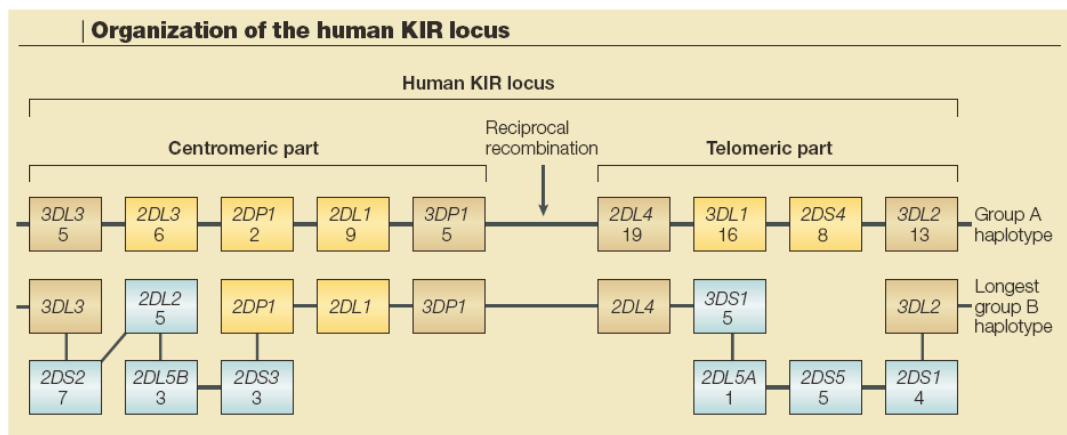 Organization of the human KIR locus
Human KIR locus
Reciprocal
recombination
Centromeric part
Telomeric part
3DL3
5
2DL3
6
2DP1
2
2DL1
9
3DP1
5
2DL4
19
3DL1
16
2DS4
8
3DL2
13
Group A
haplotype
3DL3
2DL2
5
2DP1
2DL1
3DP1
2DL4
3DS1
5
3DL2
Longest
group B
haplotype
2DS2
7
2DL5B
3
2DS3
3
2DL5A
1
2DS5
5
2DS1
4